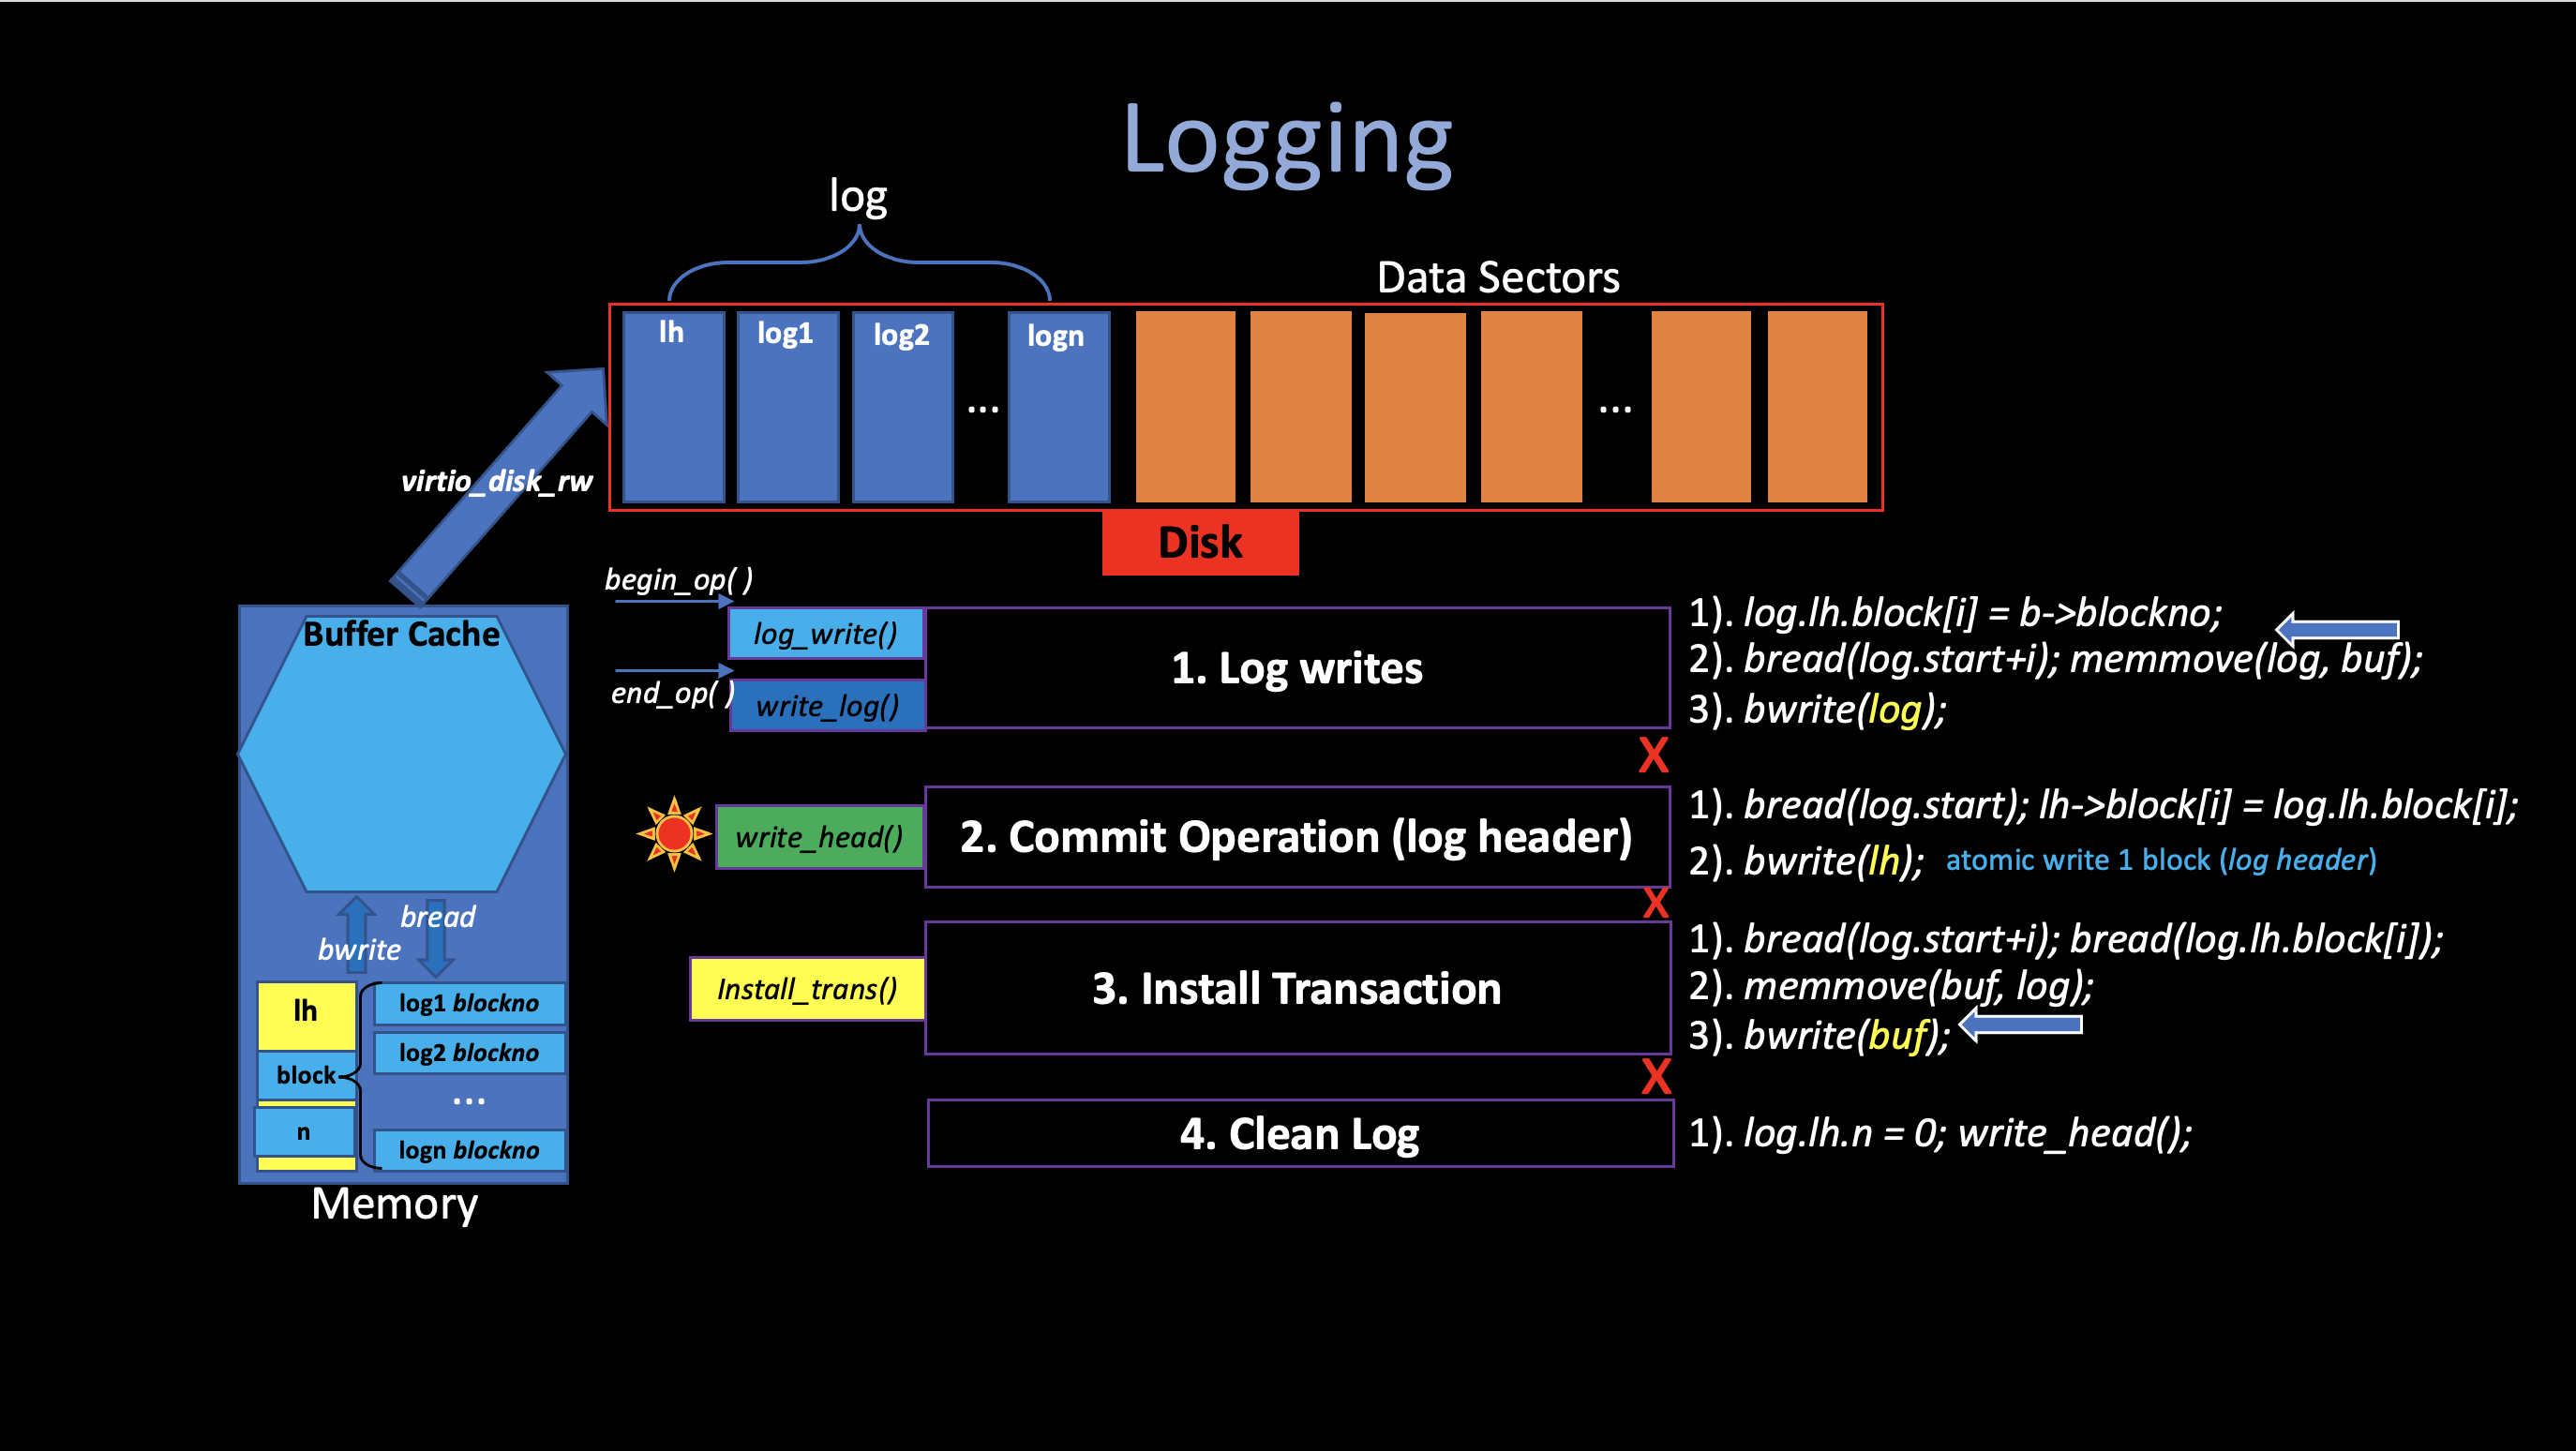 Logging
log
Data Sectors
lh
log1
log2
...
logn
...
virtio_disk_rw
Disk
Buffer Cache
bread
bwrite
lh
block
n
log1 blockno
log2 blockno
...
logn blockno
Memory
begin_op( )
log_write()
end_op( )
write_log()
1. Log writes
1). log.lh.block[i] = b->blockno;
2). bread(log.start+i); memmove(log, buf);
3). bwrite(log);
X
write_head()
2. Commit Operation (log header)
1). bread(log.start); lh->block[i] = log.lh.block[i];
2). bwrite(lh); atomic write 1 block (log header)
X
Install_trans()
3. Install Transaction
1). bread(log.start+i); bread(log.lh.block[i]);
2). memmove(buf, log);
3). bwrite(buf);
X
4. Clean Log
1). log.lh.n = 0; write_head();